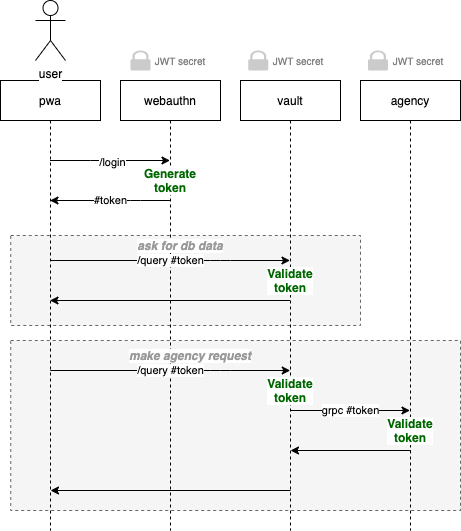 user
JWT secret
JWT secret
JWT secret
pwa
webauthn
vault
agency
/login
Generate
token
#token
ask for db data
/query #token
Validate
token
make agency request
/query #token
Validate
token
grpc #token
Validate
token